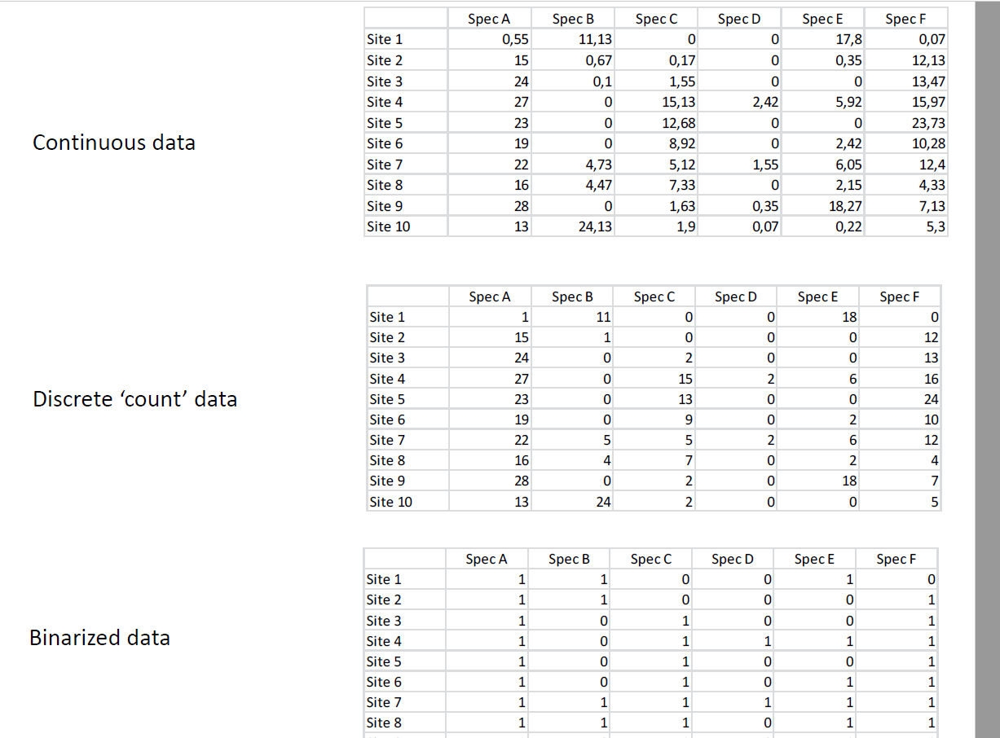 Spec A Spec B Spec C Spec D Spec E Spec F
Site 1 0,55 11,13 0 0 17,8 0,07
Site 2 15 0,67 0,17 0 0,35 12,13
Site 3 24 0,1 1,55 0 0 13,47
Site 4 27 0 15,13 2,42 5,92 15,97
Continuous data
Site 5 23 0 12,68 0 0 23,73
Site 6 19 0 8,92 0 2,42 10,28
Site 7 22 4,73 5,12 1,55 6,05 12,4
Site 8 16 4,47 7,33 0 2,15 4,33
Site 9 28 0 1,63 0,35 18,27 7,13
Site 10 13 24,13 1,9 0,07 0,22 5,3
Spec A Spec B Spec C Spec D Spec E Spec F
Site 1 1 11 0 0 18 0
Site 2 15 1 0 0 0 12
Site 3 24 0 2 0 0 13
Site 4 27 0 15 2 6 16
Discrete ‘count’ data
Site 5 23 0 13 0 0 24
Site 6 19 0 9 0 2 10
Site 7 22 5 5 2 6 12
Site 8 16 4 7 0 2 4
Site 9 28 0 2 0 18 7
Site 10 13 24 2 0 0 5
Spec A Spec B Spec C Spec D Spec E Spec F
Site 1 1 1 0 0 1 0
Site 2 1 1 0 0 0 1
Site 3 1 0 1 0 0 1
Binarized data
Site 4 1 0 1 1 1 1
Site 5 1 0 1 0 0 1
Site 6 1 0 1 0 1 1
Site 7 1 1 1 1 1 1
Site 8 1 1 1 0 1 1